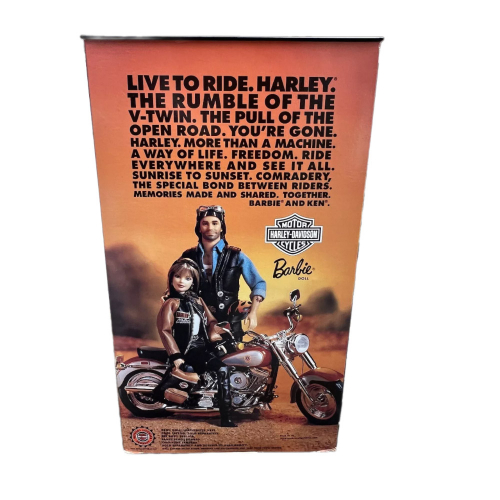 LIVE TO RIDE. HARLEY.®
THE RUMBLE OF THE
V-TWIN. THE PULL OF THE
OPEN ROAD. YOU'RE GONE.
HARLEY. MORE THAN A MACHINE.
A WAY OF LIFE. FREEDOM. RIDE
EVERYWHERE AND SEE IT ALL.
SUNRISE TO SUNSET. COMRADERY,
THE SPECIAL BOND BETWEEN RIDERS.
MEMORIES MADE AND SHARED. TOGETHER.
BARBIE® AND KEN®.
MOTOR
HARLEY-DAVIDSON
CYCLES
Barbie®
DOLL